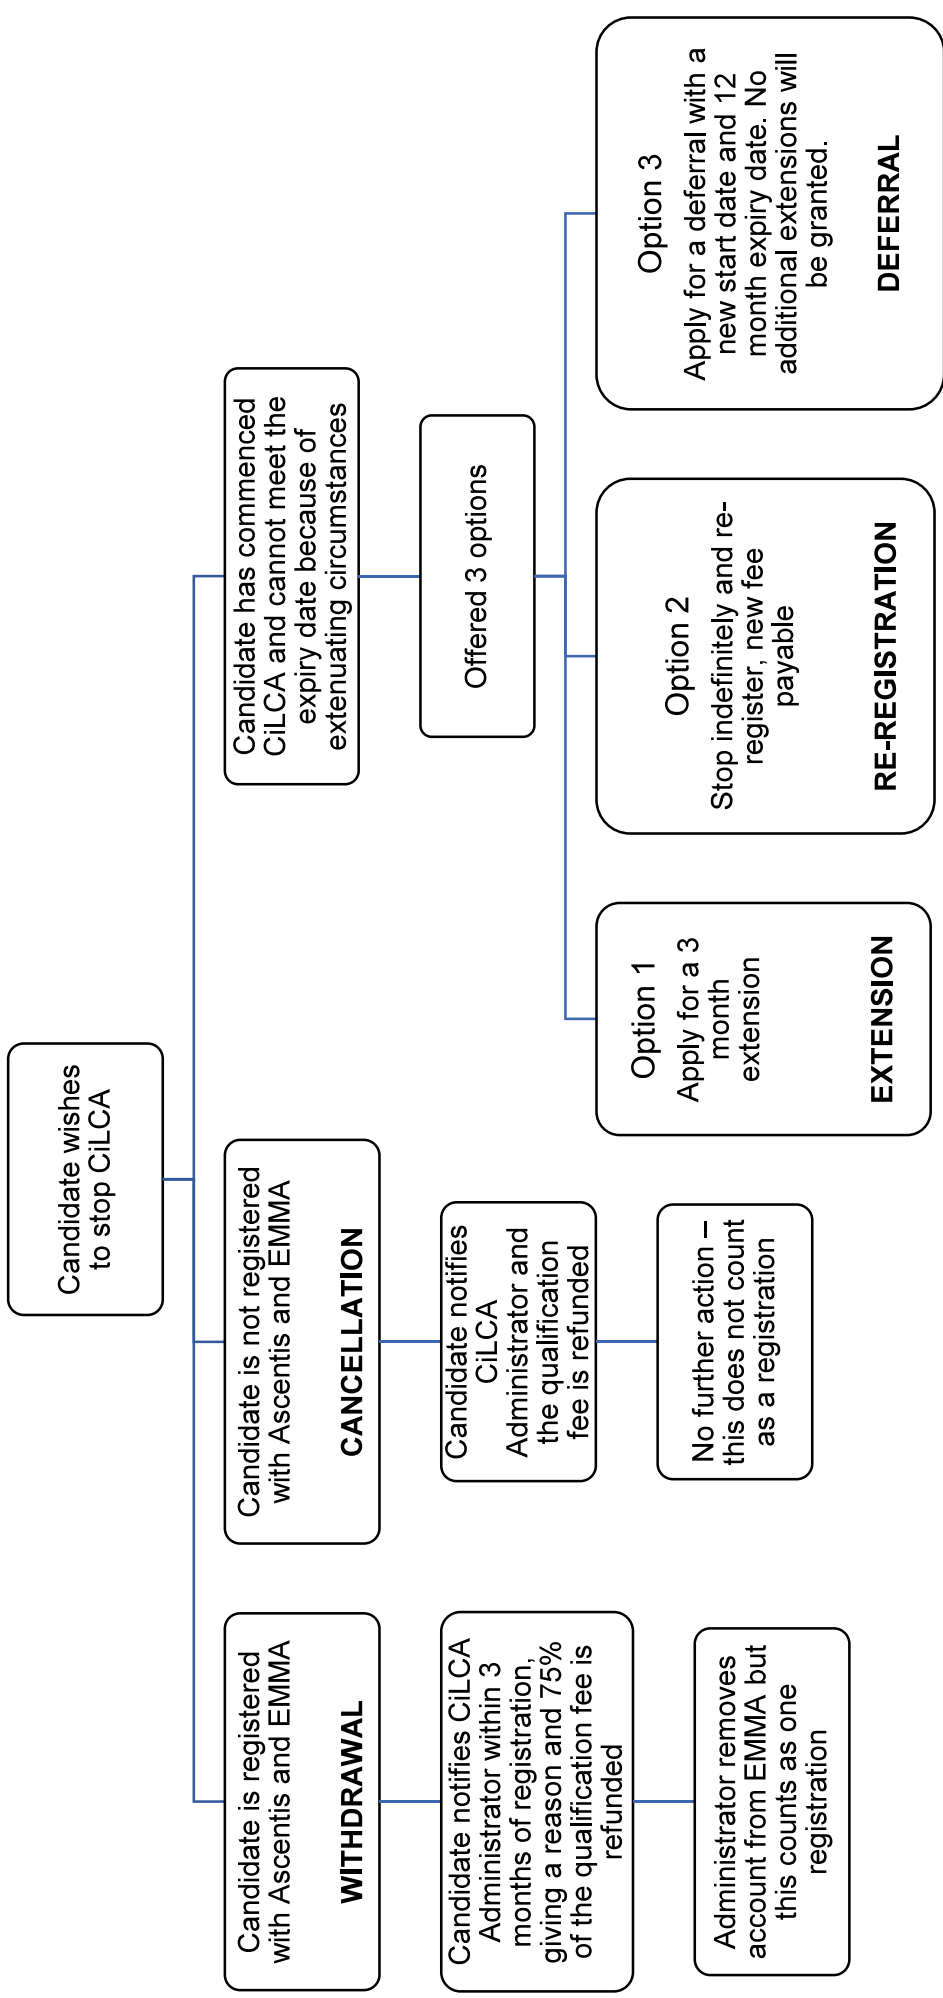 Candidate wishes
to stop CiLCA
Candidate is registered
with Ascentis and EMMA
WITHDRAWAL
Candidate notifies CiLCA
Administrator within 3
months of registration,
giving a reason and 75%
of the qualification fee is
refunded
Administrator removes
account from EMMA but
this counts as one
registration
Candidate is not registered
with Ascentis and EMMA
CANCELLATION
Candidate notifies
CiLCA
Administrator and
the qualification
fee is refunded
No further action –
this does not count
as a registration
Candidate has commenced
CiLCA and cannot meet the
expiry date because of
extenuating circumstances
Offered 3 options
Option 1
Apply for a 3
month
extension
EXTENSION
Option 2
Stop indefinitely and re-
register, new fee
payable
RE-REGISTRATION
Option 3
Apply for a deferral with a
new start date and 12
month expiry date. No
additional extensions will
be granted.
DEFERRAL